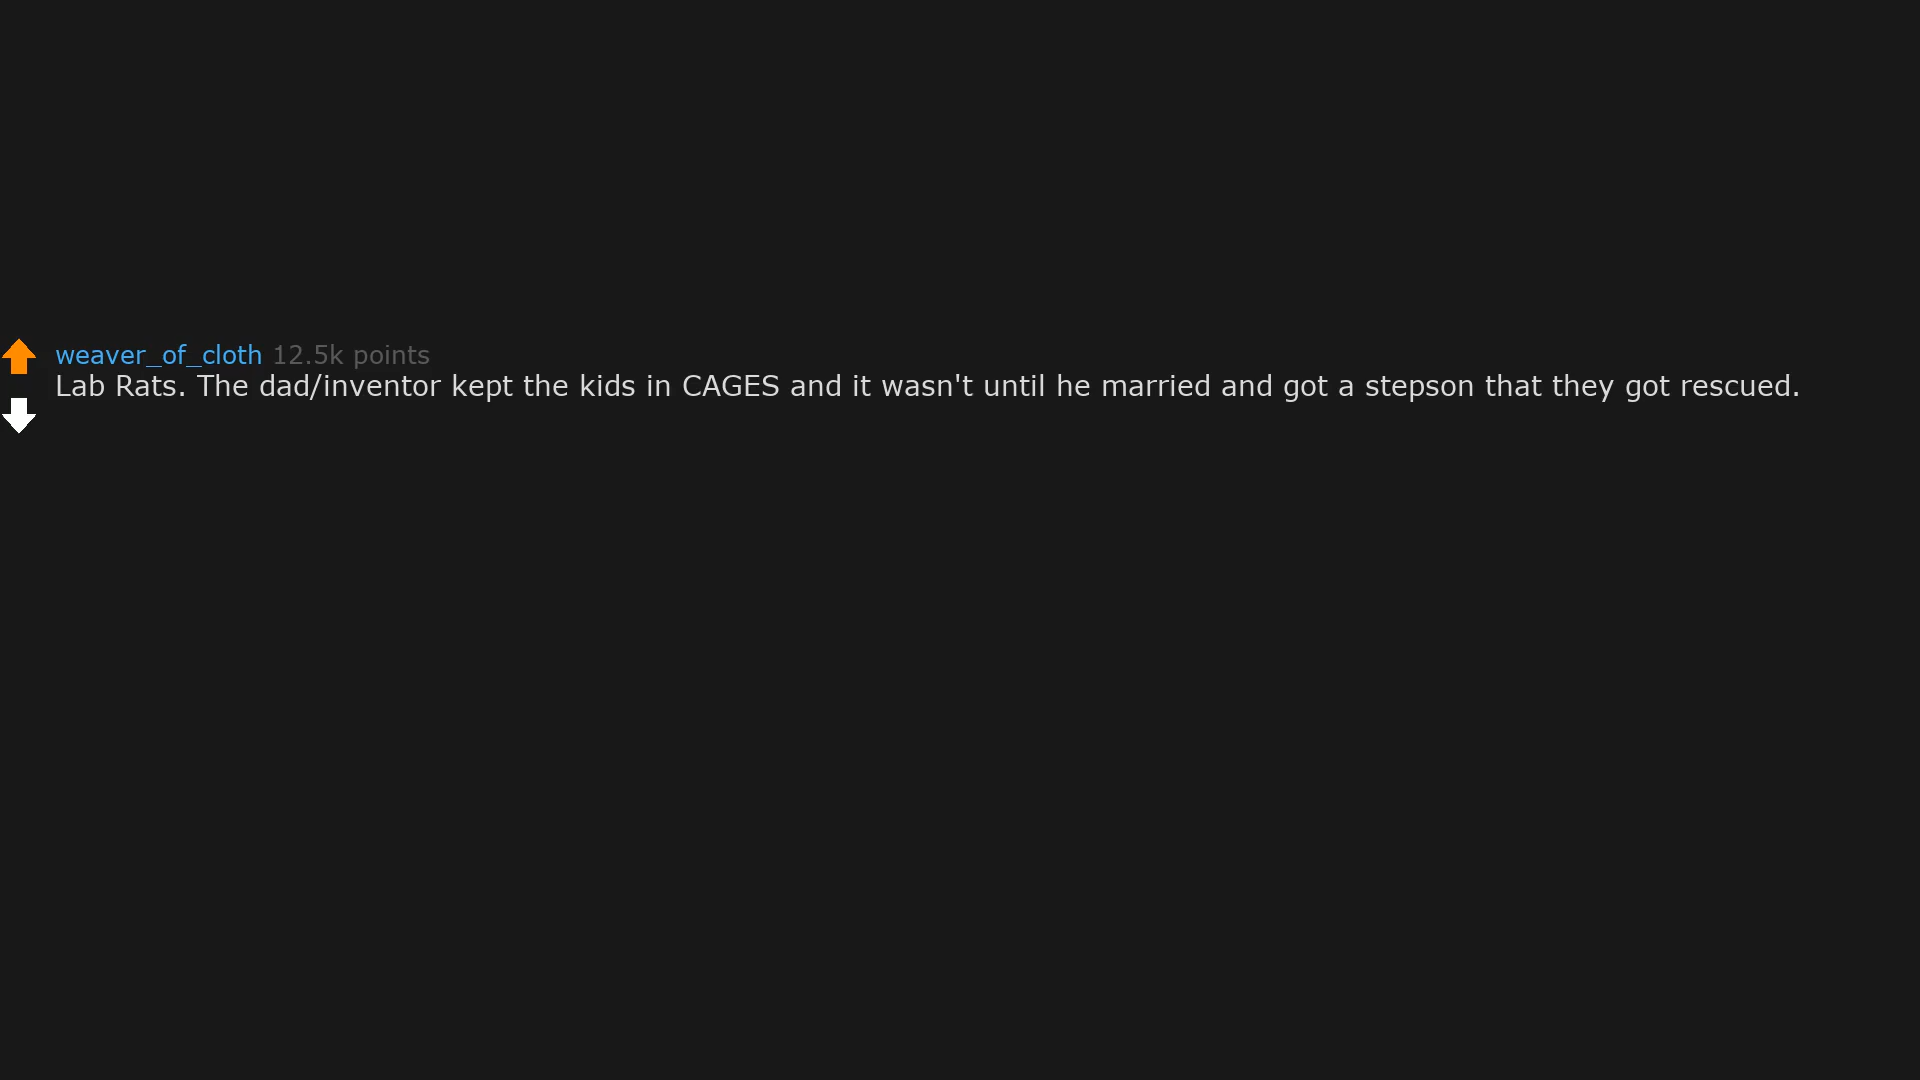 weaver_of_cloth 12.5k points
Lab Rats. The dad/inventor kept the kids in CAGES and it wasn't until he married and got a stepson that they got rescued.